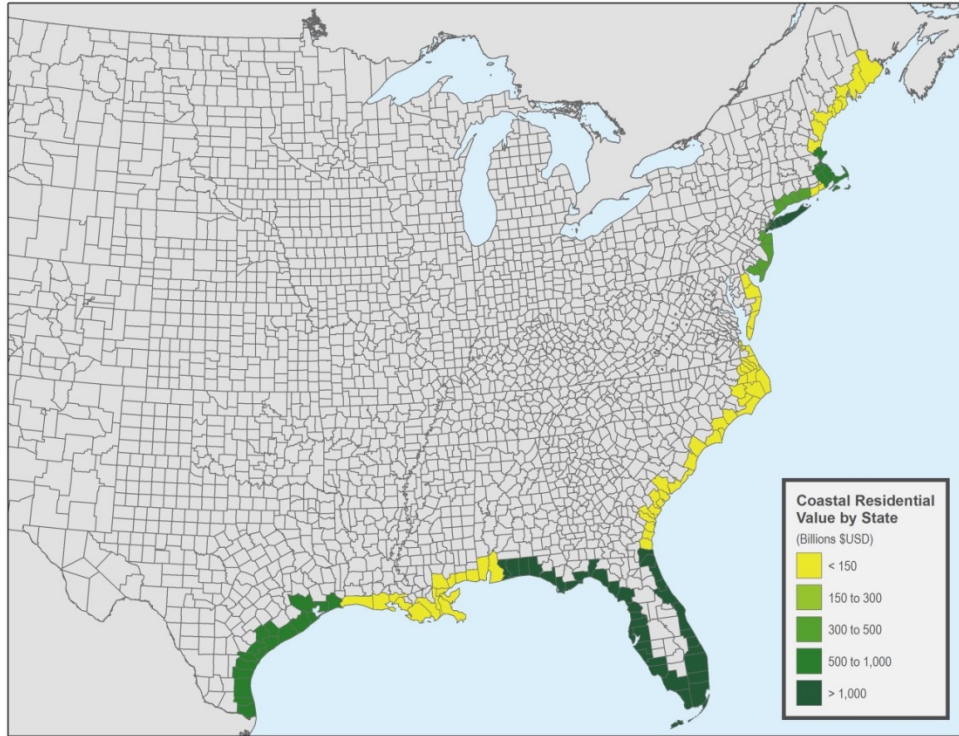 Coastal Residential
Value by State
(Billions $USD)
< 150
150 to 300
300 to 500
500 to 1,000
> 1,000